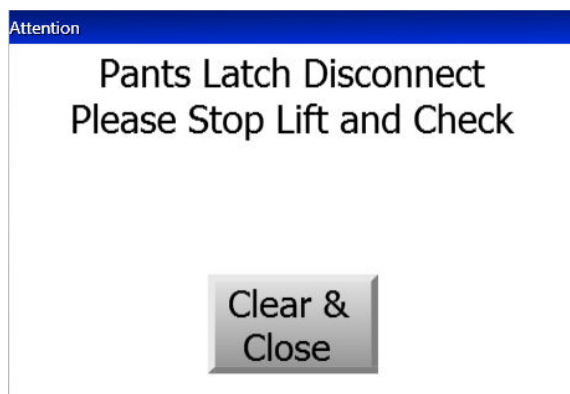 Attention
Pants Latch Disconnect
Please Stop Lift and Check
Clear &
Close